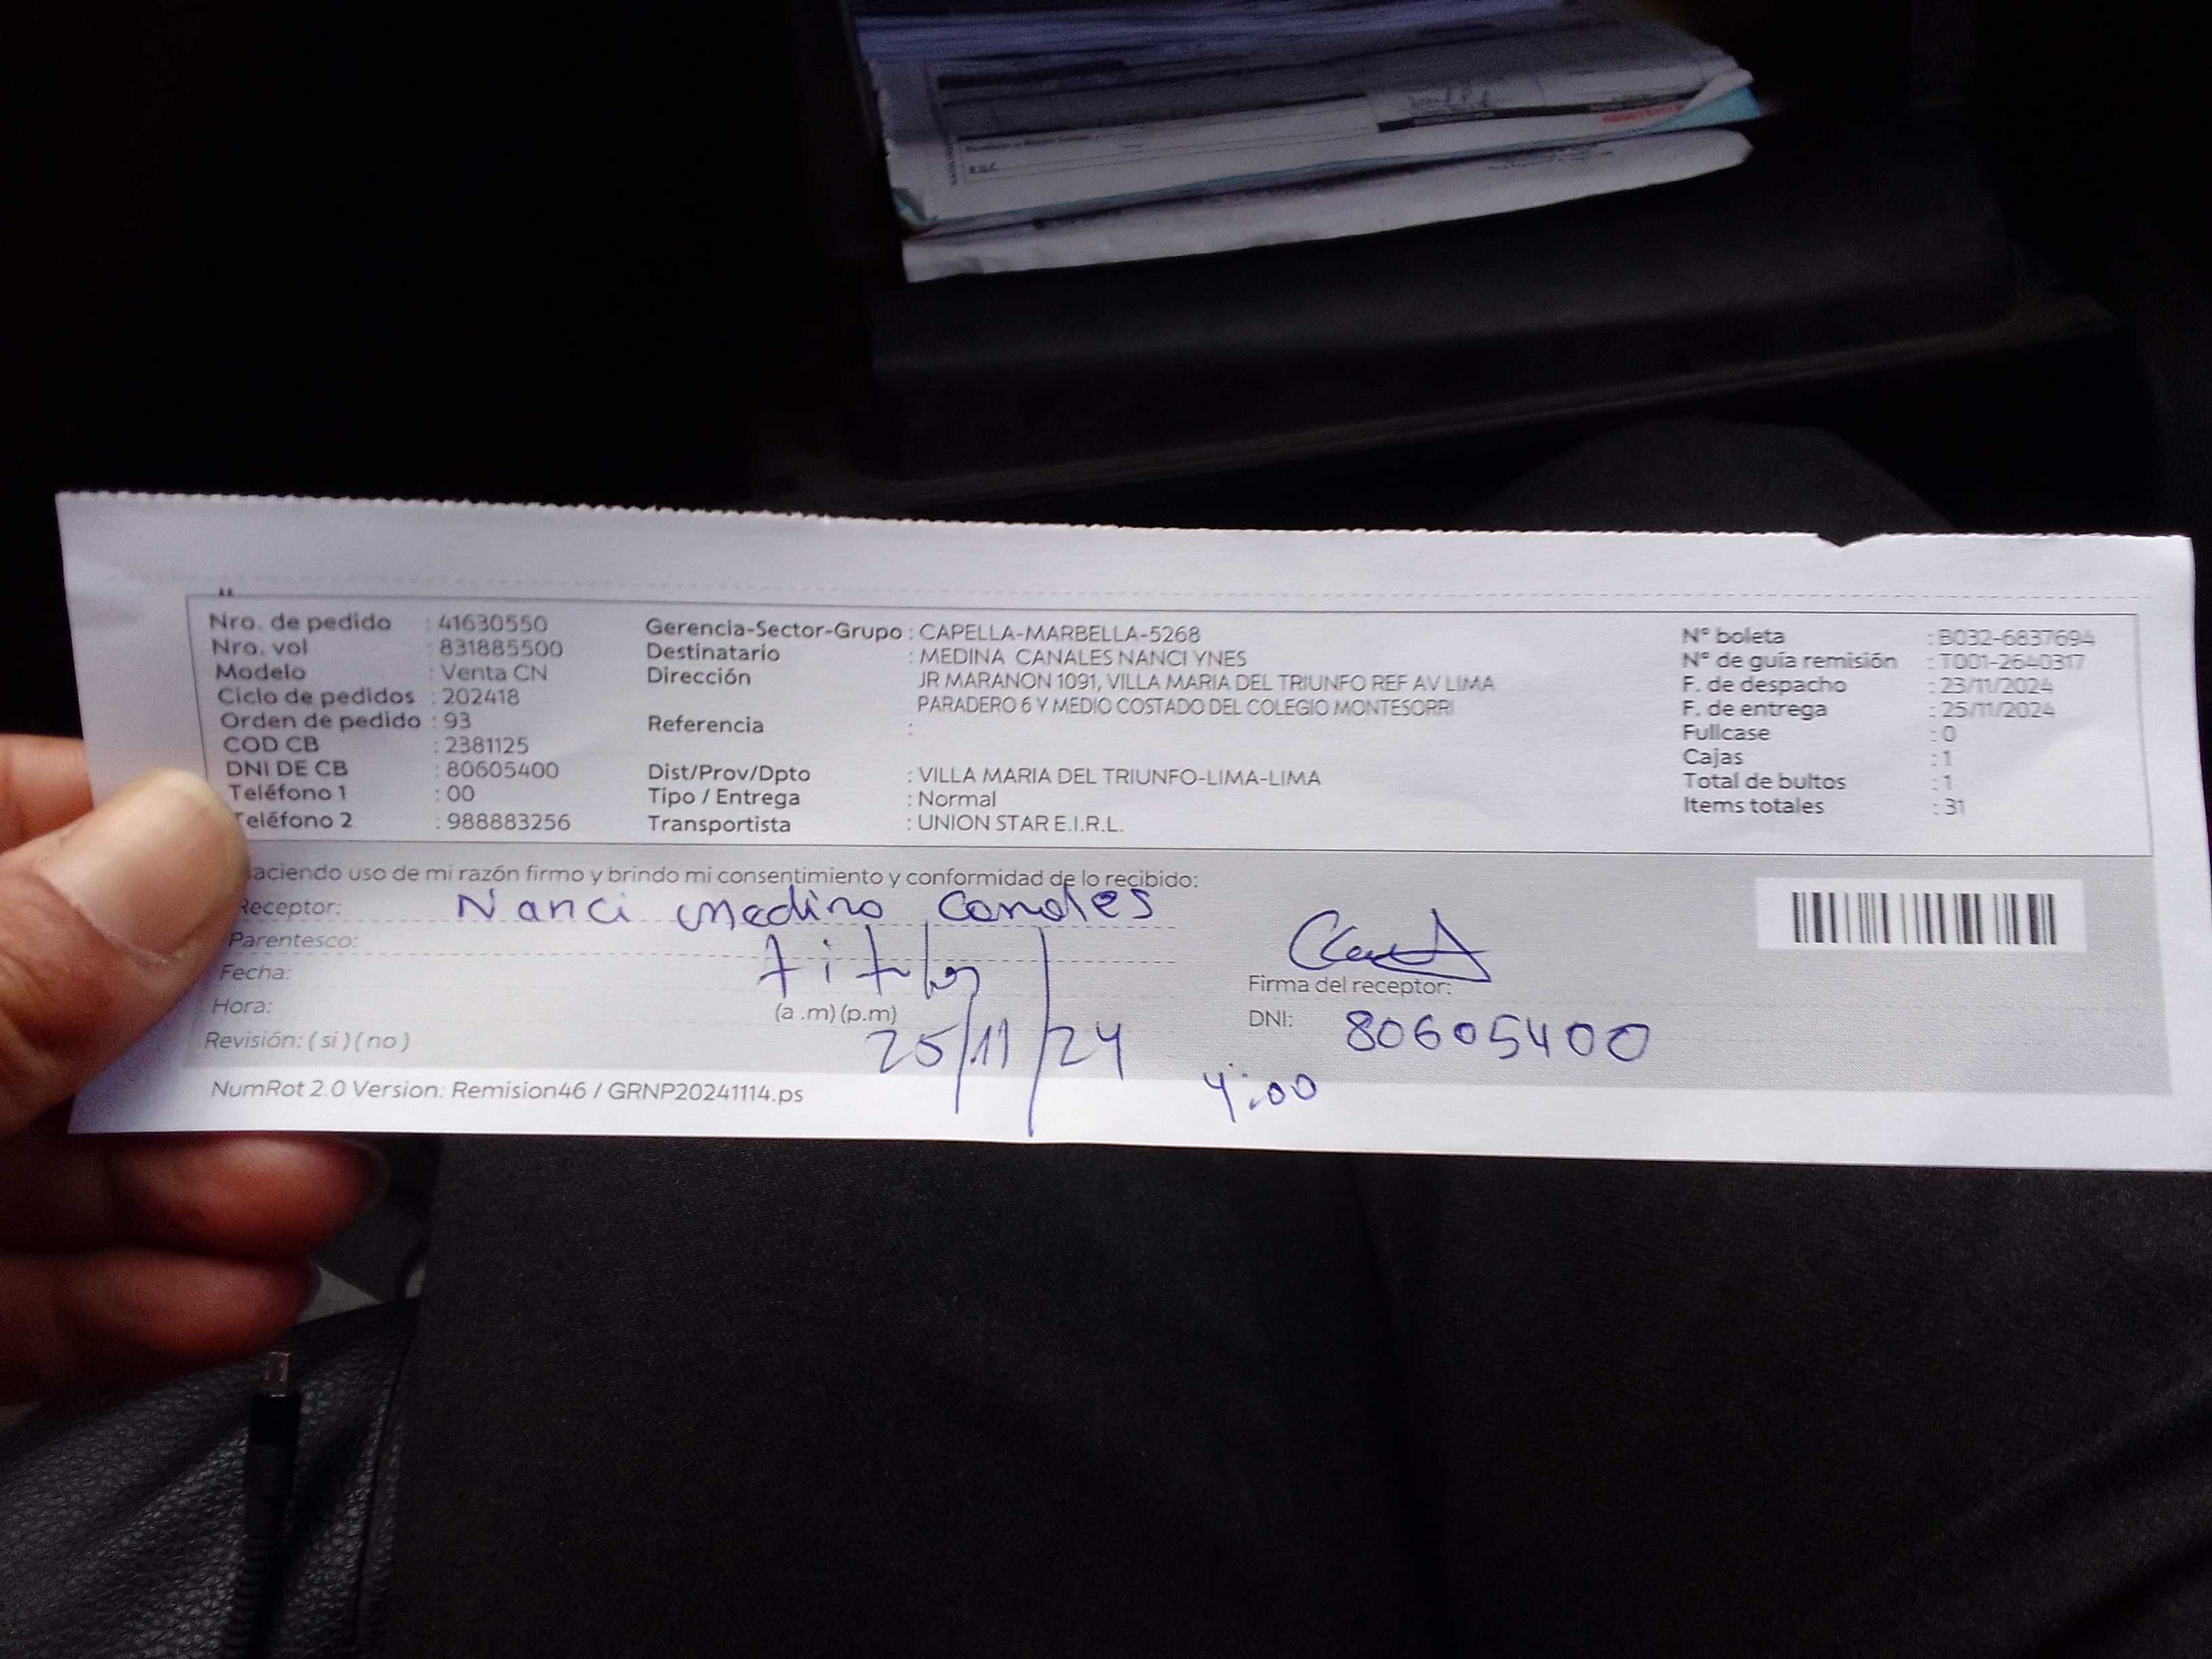 R.U.C.
Nro. de pedido : 41630550
Nro. vol : 831885500
Modelo : Venta CN
Ciclo de pedidos : 202418
Orden de pedido : 93
COD CB : 2381125
DNI DE CB : 80605400
Teléfono 1 : 00
Teléfono 2 : 988883256
Gerencia-Sector-Grupo : CAPELLA-MARBELLA-5268
Destinatario : MEDINA CANALES NANCI YNES
Dirección JR MARANON 1091, VILLA MARIA DEL TRIUNFO REF AV LIMA
PARADERO 6 Y MEDIO COSTADO DEL COLEGIO MONTESORRI
Referencia :
Dist/Prov/Dpto : VILLA MARIA DEL TRIUNFO-LIMA-LIMA
Tipo / Entrega : Normal
Transportista : UNION STAR E.I.R.L.
N° boleta : B032-6837694
N° de guía remisión : T001-2640317
F. de despacho : 23/11/2024
F. de entrega : 25/11/2024
Fullcase : 0
Cajas : 1
Total de bultos : 1
Items totales : 31
aciendo uso de mi razón firmo y brindo mi consentimiento y conformidad de lo recibido:
Receptor: Nanci Medina Canales
Parentesco:
Fecha:
Hora: (a .m) (p.m)
Revisión: ( si ) ( no )
25/11/24
4:00
Firma del receptor:
DNI: 80605400
NumRot 2.0 Version: Remision46 / GRNP20241114.ps